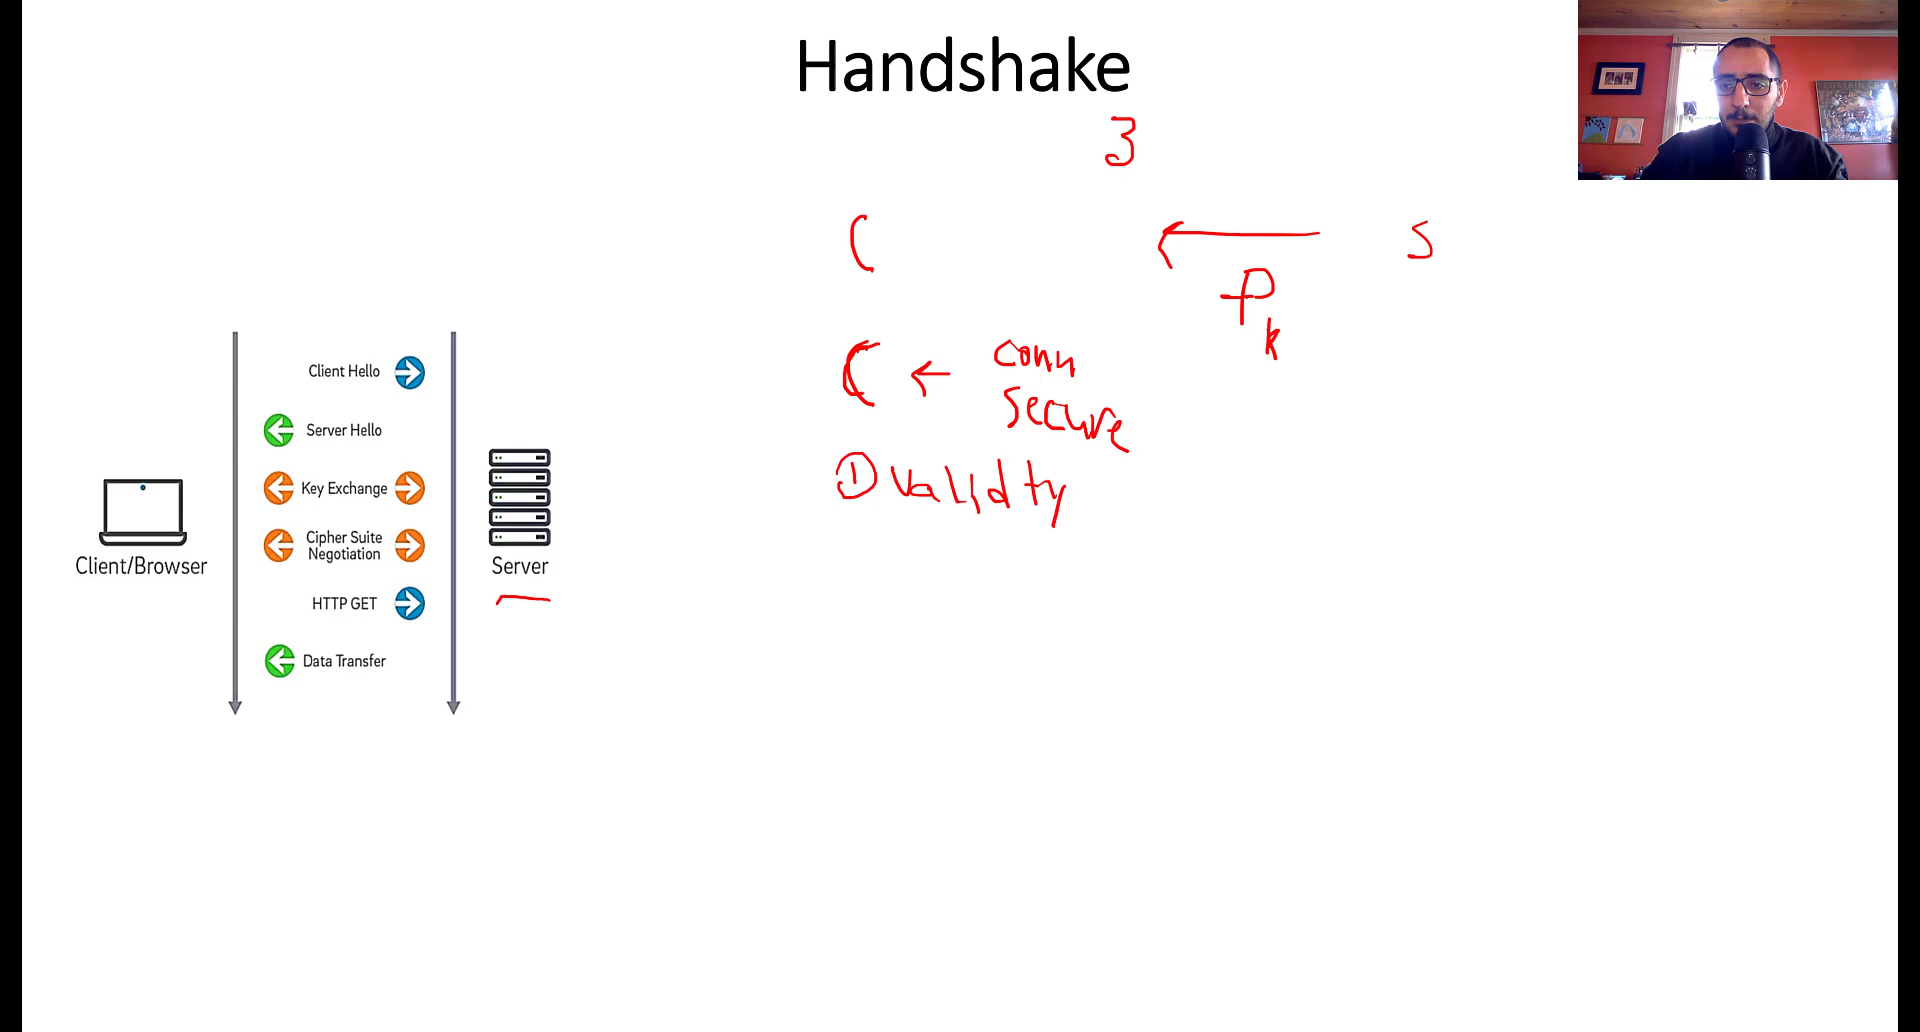 Handshake
3
C
S
Pk
C ← conn
secure
① validty
Client Hello
Server Hello
Key Exchange
Cipher Suite
Negotiation
HTTP GET
Data Transfer
Client/Browser
Server